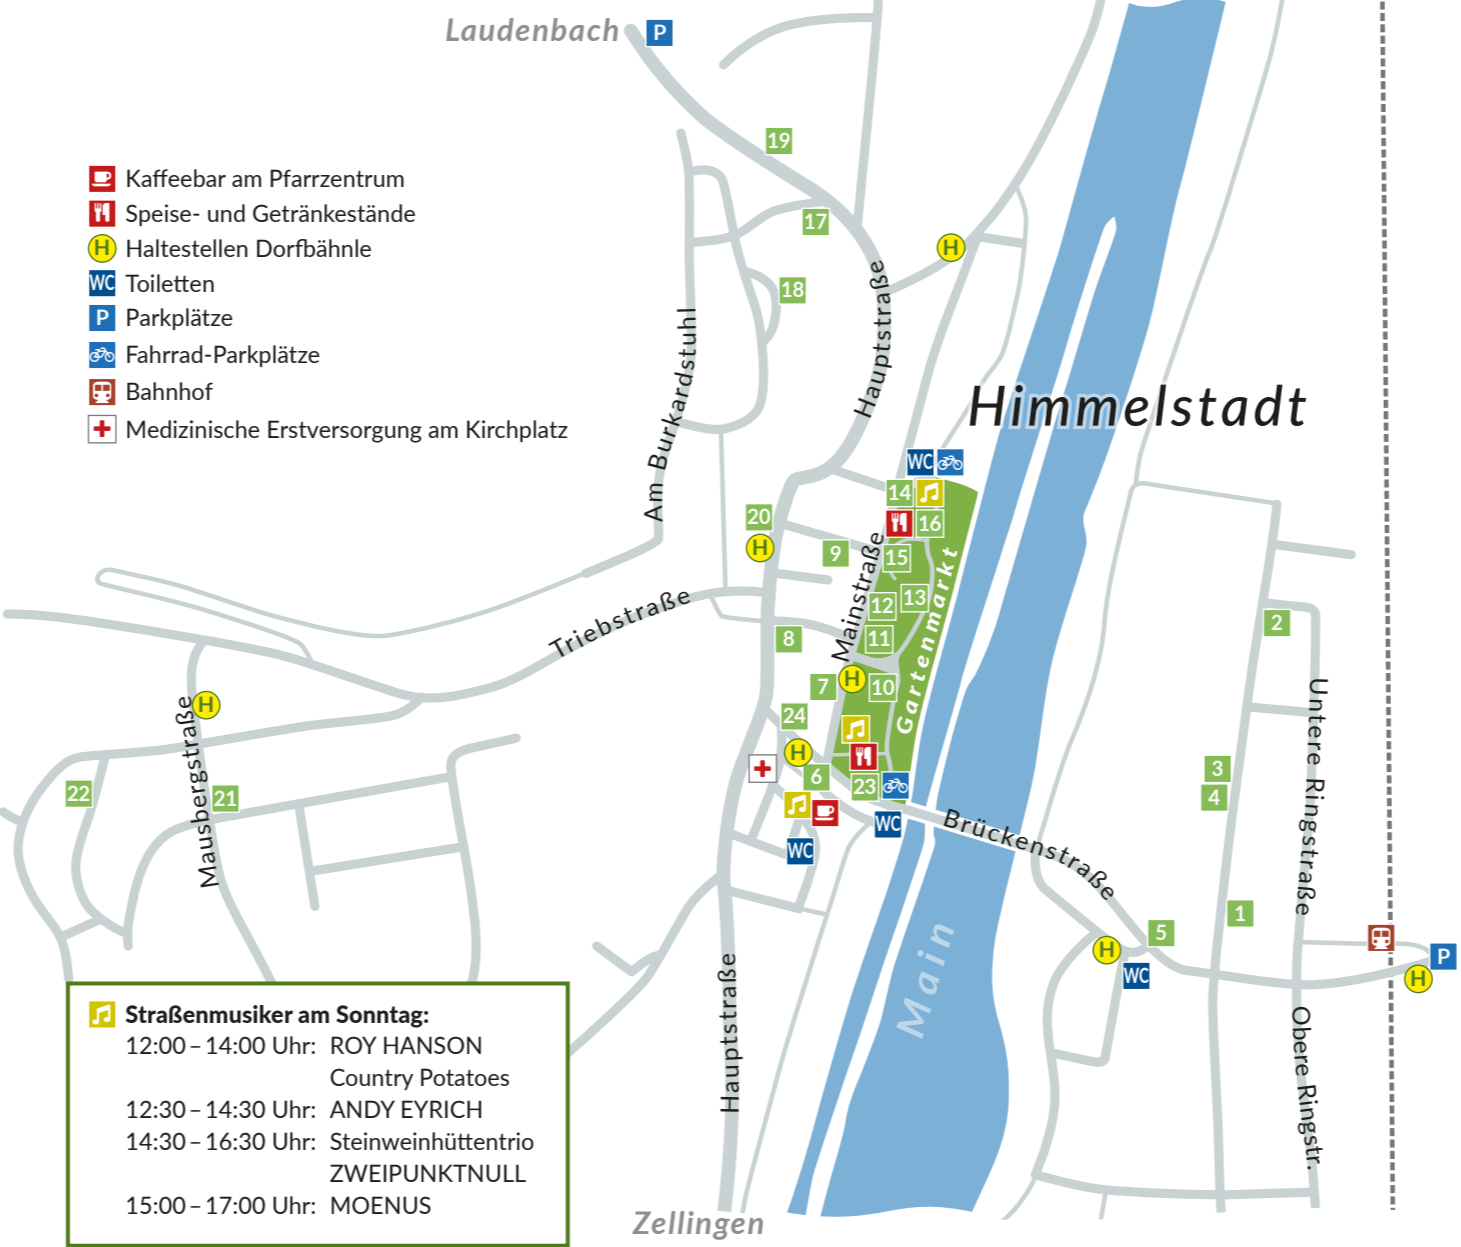 Laudenbach
P
19
Kaffeebar am Pfarrzentrum
Speise- und Getränkestände
H Haltestellen Dorfbähnle
WC Toiletten
P Parkplätze
Fahrrad-Parkplätze
Bahnhof
Medizinische Erstversorgung am Kirchplatz
17
H
18
Hauptstraße
Am Burkardstuhl
Himmelstadt
WC
14
16
20
H
9
15
Mainstraße
Gartenmarkt
12
13
11
Triebstraße
8
2
H
10
7
24
H
Mausbergstraße
H
6
23
22
21
3
4
Untere Ringstraße
WC
WC
Brückenstraße
1
5
H
WC
P
H
Main
Hauptstraße
Obere Ringstr.
Straßenmusiker am Sonntag:
12:00 – 14:00 Uhr: ROY HANSON
Country Potatoes
12:30 – 14:30 Uhr: ANDY EYRICH
14:30 – 16:30 Uhr: Steinweinhüttentrio
ZWEIPUNKTNULL
15:00 – 17:00 Uhr: MOENUS
Zellingen